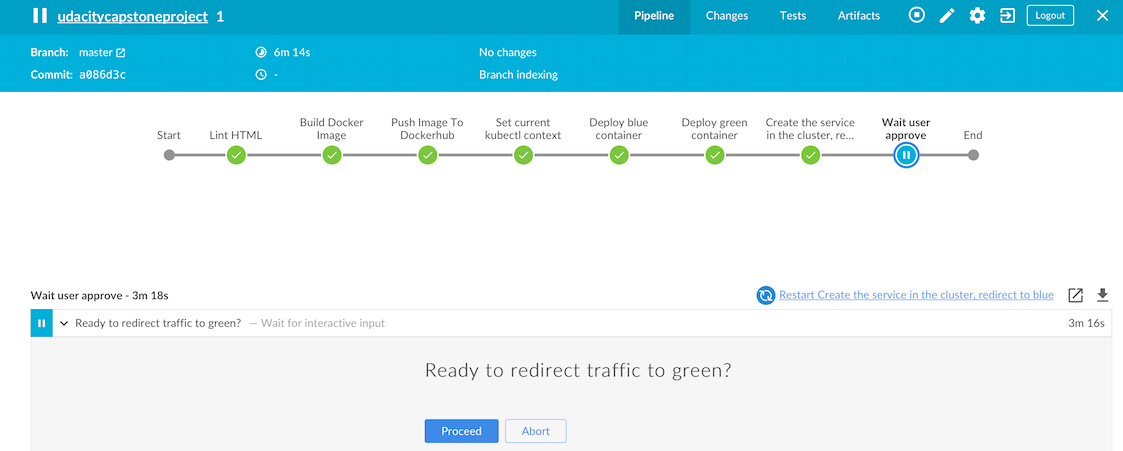 udacitycapstoneproject 1
Pipeline Changes Tests Artifacts Logout
Branch: master 6m 14s No changes
Commit: a086d3c - Branch indexing
Start
Lint HTML
Build Docker
Image
Push Image To
Dockerhub
Set current
kubectl context
Deploy blue
container
Deploy green
container
Create the service
in the cluster, re...
Wait user
approve
End
Wait user approve - 3m 18s
Restart Create the service in the cluster, redirect to blue
Ready to redirect traffic to green? — Wait for interactive input 3m 16s
Ready to redirect traffic to green?
Proceed Abort